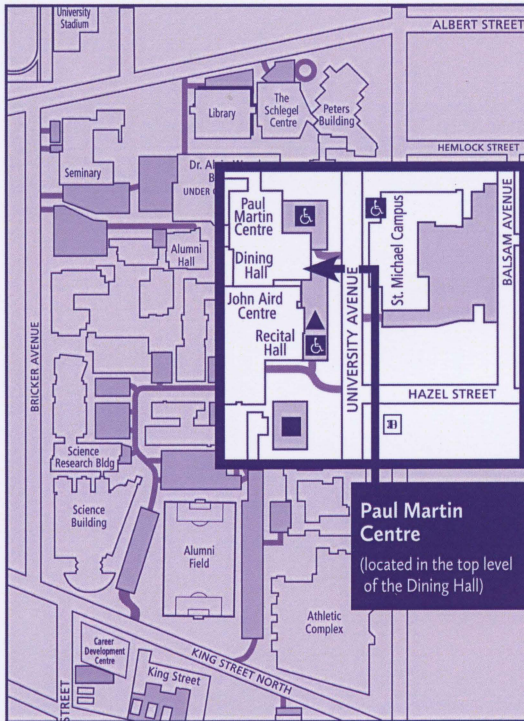 University
Stadium
ALBERT STREET
Library
The
Schlegel
Centre
Peters
Building
HEMLOCK STREET
Seminary
Dr. Al
UNDER
Alumni
Hall
Paul
Martin
Centre
Dining
Hall
John Aird
Centre
Recital
Hall
UNIVERSITY AVENUE
St. Michael Campus
BALSAM AVENUE
HAZEL STREET
BRICKER AVENUE
Science
Research Bldg
Science
Building
Alumni
Field
Paul Martin
Centre
(located in the top level
of the Dining Hall)
Athletic
Complex
KING STREET NORTH
Career
Development
Centre
King Street
STREET